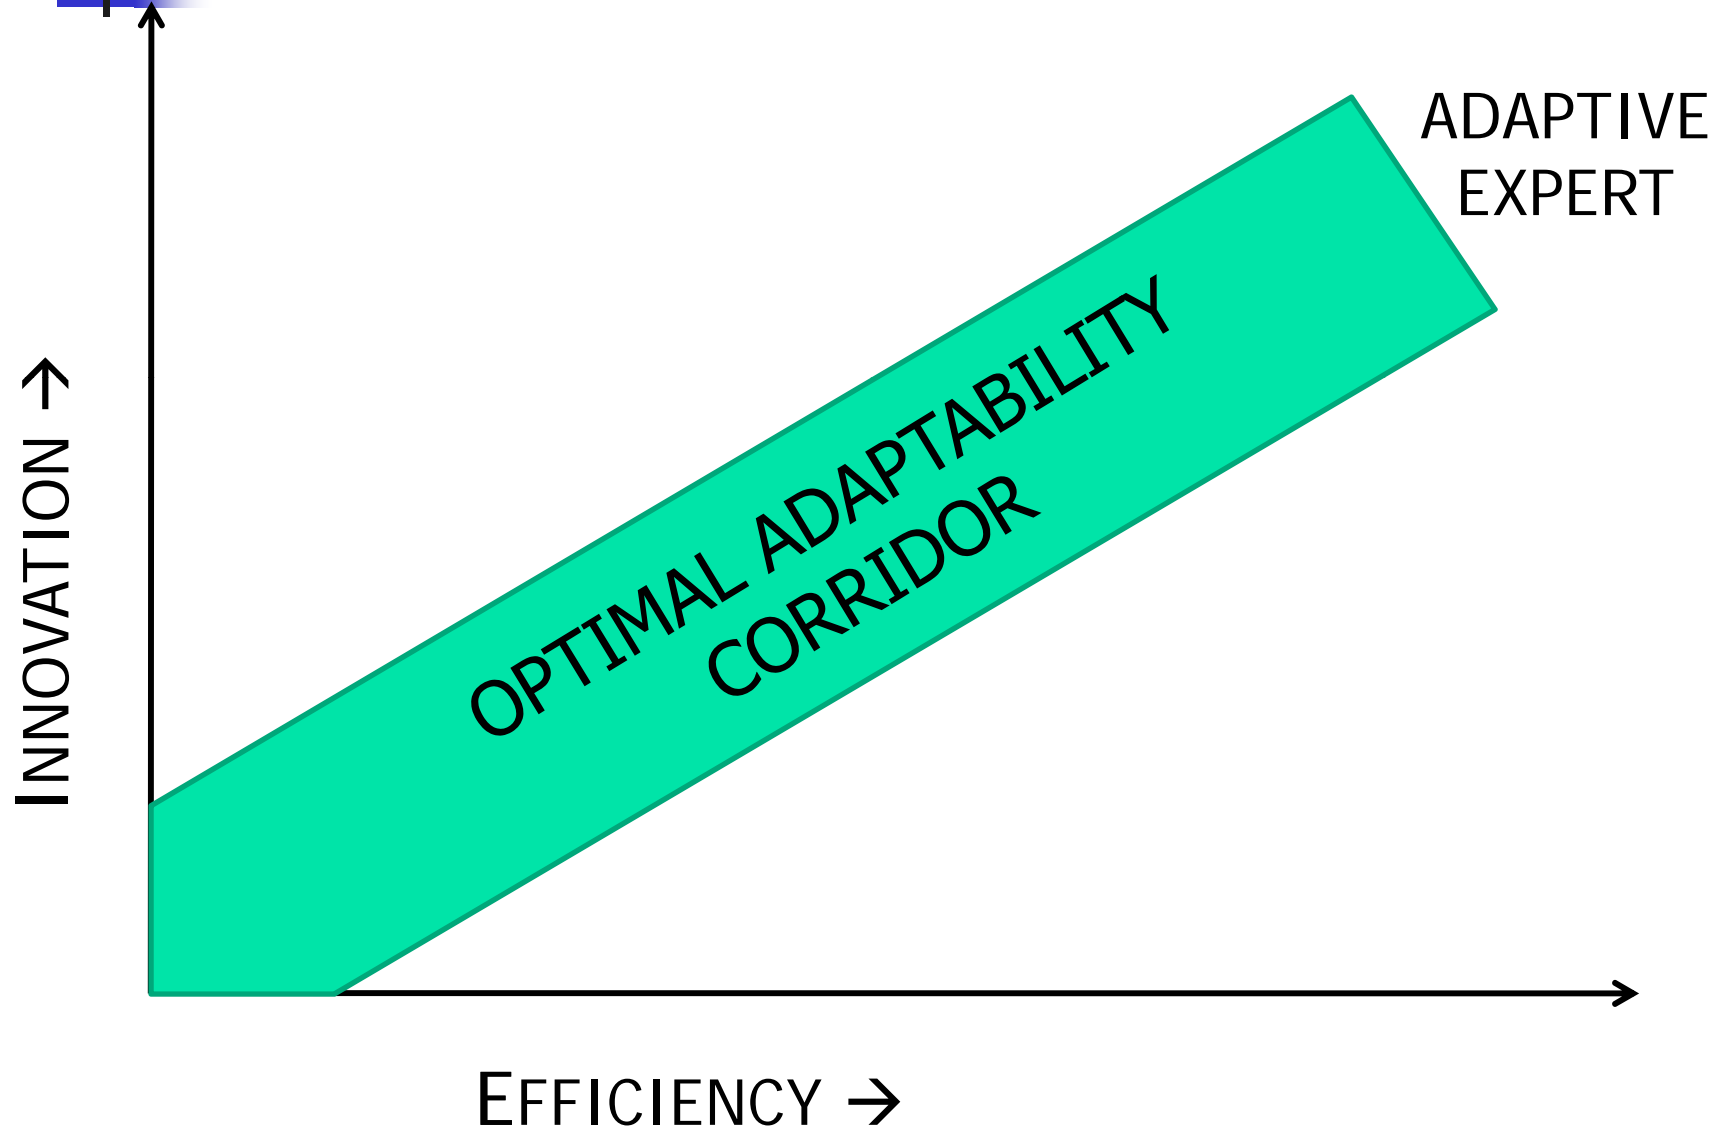 ADAPTIVE
EXPERT
OPTIMAL ADAPTABILITY
CORRIDOR
INNOVATION →
EFFICIENCY →